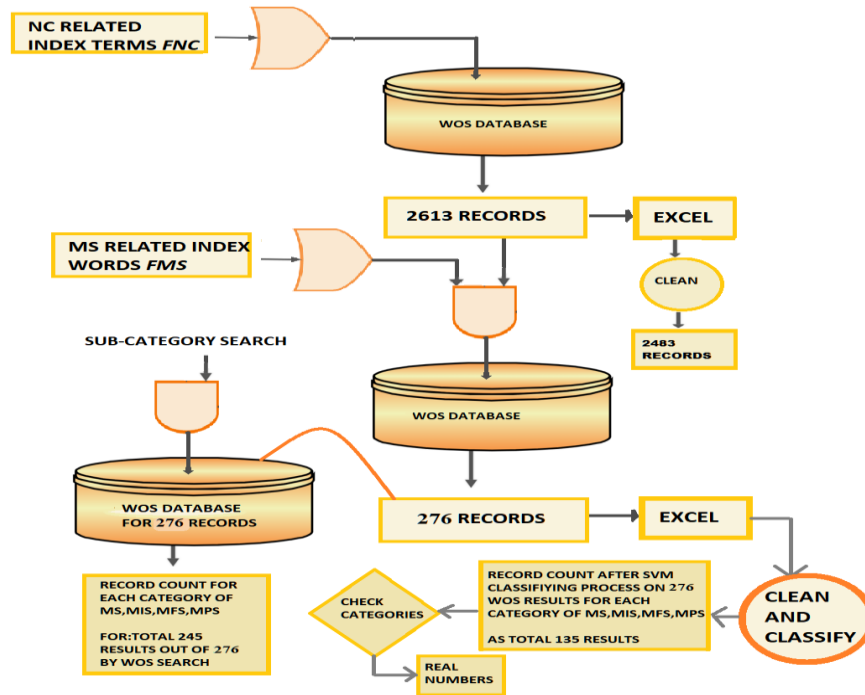 NC RELATED
INDEX TERMS FNC
WOS DATABASE
2613 RECORDS
EXCEL
MS RELATED INDEX
WORDS FMS
CLEAN
2483
RECORDS
SUB-CATEGORY SEARCH
WOS DATABASE
WOS DATABASE
FOR 276 RECORDS
276 RECORDS
EXCEL
RECORD COUNT FOR
EACH CATEGORY OF
MS,MIS,MFS,MPS
FOR:TOTAL 245
RESULTS OUT OF 276
BY WOS SEARCH
CHECK
CATEGORIES
RECORD COUNT AFTER SVM
CLASSIFIYING PROCESS ON 276
WOS RESULTS FOR EACH
CATEGORY OF MS,MIS,MFS,MPS
AS TOTAL 135 RESULTS
CLEAN
AND
CLASSIFY
REAL
NUMBERS